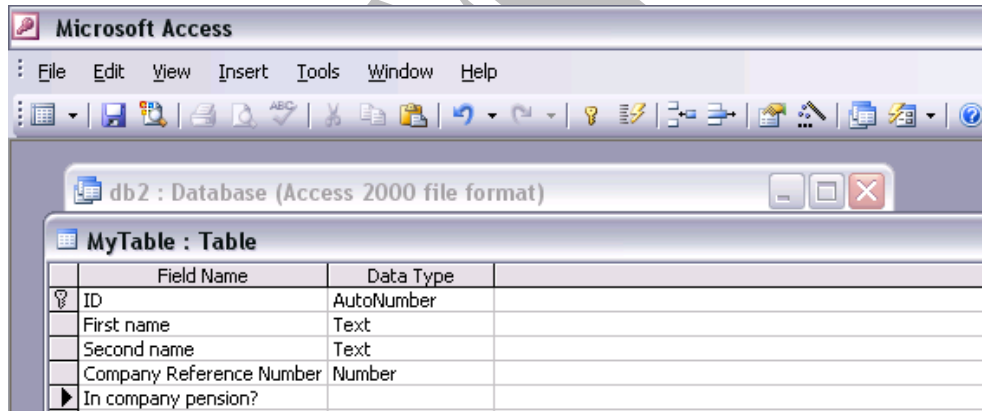 Microsoft Access
File Edit View Insert Tools Window Help
ABC
db2 : Database (Access 2000 file format)
MyTable : Table
Field Name Data Type
ID AutoNumber
First name Text
Second name Text
Company Reference Number Number
In company pension?